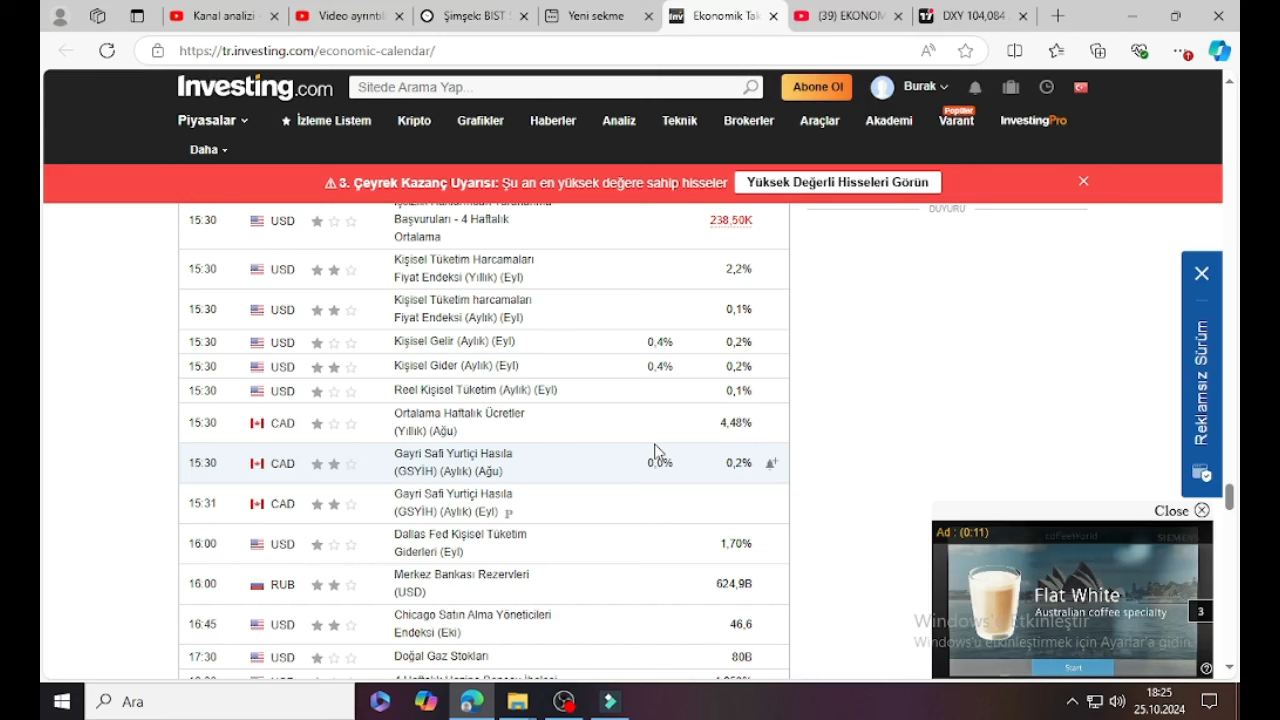 Kanal analizi -
Video ayrıntıl
Şimşek: BIST
Yeni sekme
Ekonomik Tak
(39) EKONOM
DXY 104,084
https://tr.investing.com/economic-calendar/
Investing.com
Sitede Arama Yap...
Abone Ol
Burak
Piyasalar
İzleme Listem
Kripto
Grafikler
Haberler
Analiz
Teknik
Brokerler
Araçlar
Akademi
Popüler
Varant
InvestingPro
Daha
3. Çeyrek Kazanç Uyarısı: Şu an en yüksek değere sahip hisseler
Yüksek Değerli Hisseleri Görün
DUYURU
15:30 USD Başvuruları - 4 Haftalık 238,50K
Ortalama
15:30 USD Kişisel Tüketim Harcamaları 2,2%
Fiyat Endeksi (Yıllık) (Eyl)
15:30 USD Kişisel Tüketim harcamaları 0,1%
Fiyat Endeksi (Aylık) (Eyl)
15:30 USD Kişisel Gelir (Aylık) (Eyl) 0,4% 0,2%
15:30 USD Kişisel Gider (Aylık) (Eyl) 0,4% 0,2%
15:30 USD Reel Kişisel Tüketim (Aylık) (Eyl) 0,1%
15:30 CAD Ortalama Haftalık Ücretler 4,48%
(Yıllık) (Ağu)
15:30 CAD Gayri Safi Yurtiçi Hasıla 0,0% 0,2%
(GSYİH) (Aylık) (Ağu)
15:31 CAD Gayri Safi Yurtiçi Hasıla
(GSYİH) (Aylık) (Eyl) P
16:00 USD Dallas Fed Kişisel Tüketim 1,70%
Giderleri (Eyl)
16:00 RUB Merkez Bankası Rezervleri 624,9B
(USD)
16:45 USD Chicago Satın Alma Yöneticileri 46,6
Endeksi (Eki)
17:30 USD Doğal Gaz Stokları 80B
Reklamsız Sürüm
Close
Ad : (0:11)
coffeeWorld
SIEMENS
Flat White
Australian coffee specialty
3
Start
Windows'u Etkinleştir
Windows'u etkinleştirmek için Ayarlar'a gidin.
Ara
18:25
25.10.2024